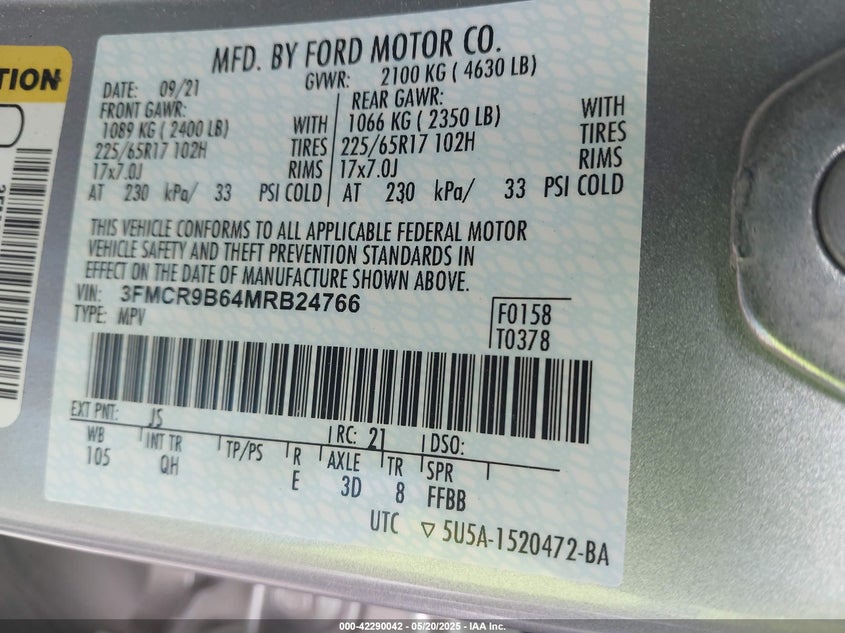 TION
MFD. BY FORD MOTOR CO.
DATE: 09/21 GVWR: 2100 KG ( 4630 LB)
FRONT GAWR: REAR GAWR:
1089 KG ( 2400 LB) WITH 1066 KG ( 2350 LB) WITH
225/65R17 102H TIRES 225/65R17 102H TIRES
17x7.0J RIMS 17x7.0J RIMS
AT 230 kPa/ 33 PSI COLD AT 230 kPa/ 33 PSI COLD
THIS VEHICLE CONFORMS TO ALL APPLICABLE FEDERAL MOTOR
VEHICLE SAFETY AND THEFT PREVENTION STANDARDS IN
EFFECT ON THE DATE OF MANUFACTURE SHOWN ABOVE.
VIN: 3FMCR9B64MRB24766
TYPE: MPV
F0158
T0378
EXT PNT: JS RC: 21 DSO:
WB INT TR TP/PS R AXLE TR SPR
105 QH E 3D 8 FFBB
UTC ▽ 5U5A-1520472-BA
000-42290042 - 05/20/2025 - IAA Inc.